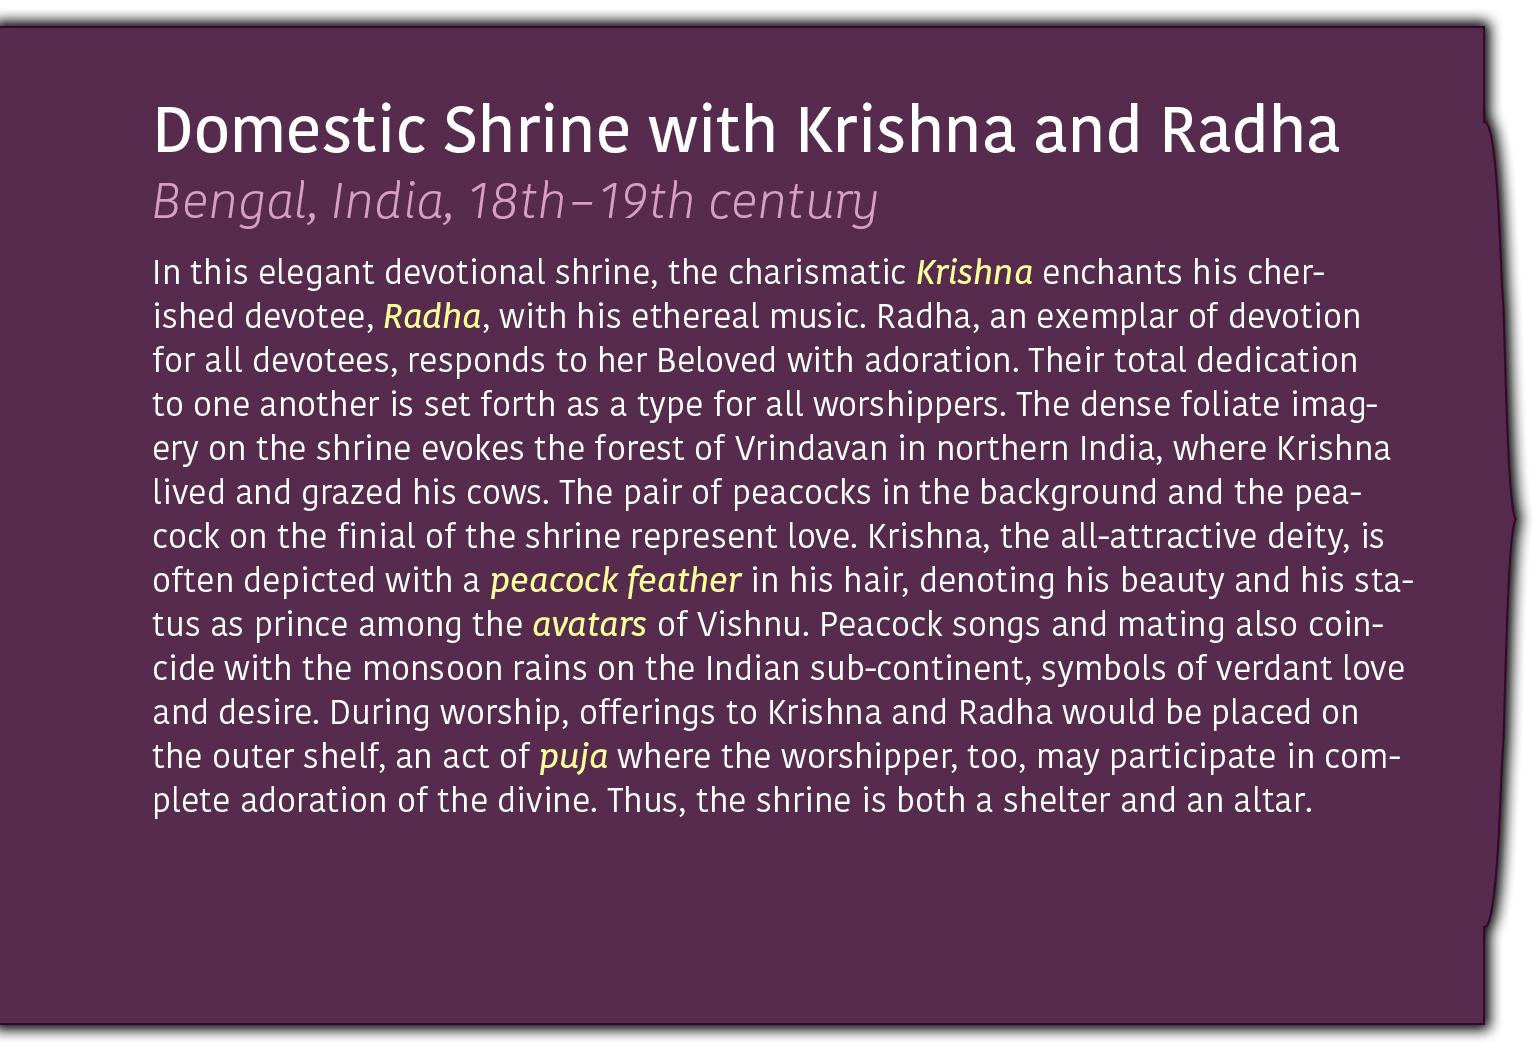 Domestic Shrine with Krishna and Radha
Bengal, India, 18th–19th century
In this elegant devotional shrine, the charismatic Krishna enchants his cher-
ished devotee, Radha, with his ethereal music. Radha, an exemplar of devotion
for all devotees, responds to her Beloved with adoration. Their total dedication
to one another is set forth as a type for all worshippers. The dense foliate imag-
ery on the shrine evokes the forest of Vrindavan in northern India, where Krishna
lived and grazed his cows. The pair of peacocks in the background and the pea-
cock on the finial of the shrine represent love. Krishna, the all-attractive deity, is
often depicted with a peacock feather in his hair, denoting his beauty and his sta-
tus as prince among the avatars of Vishnu. Peacock songs and mating also coin-
cide with the monsoon rains on the Indian sub-continent, symbols of verdant love
and desire. During worship, offerings to Krishna and Radha would be placed on
the outer shelf, an act of puja where the worshipper, too, may participate in com-
plete adoration of the divine. Thus, the shrine is both a shelter and an altar.